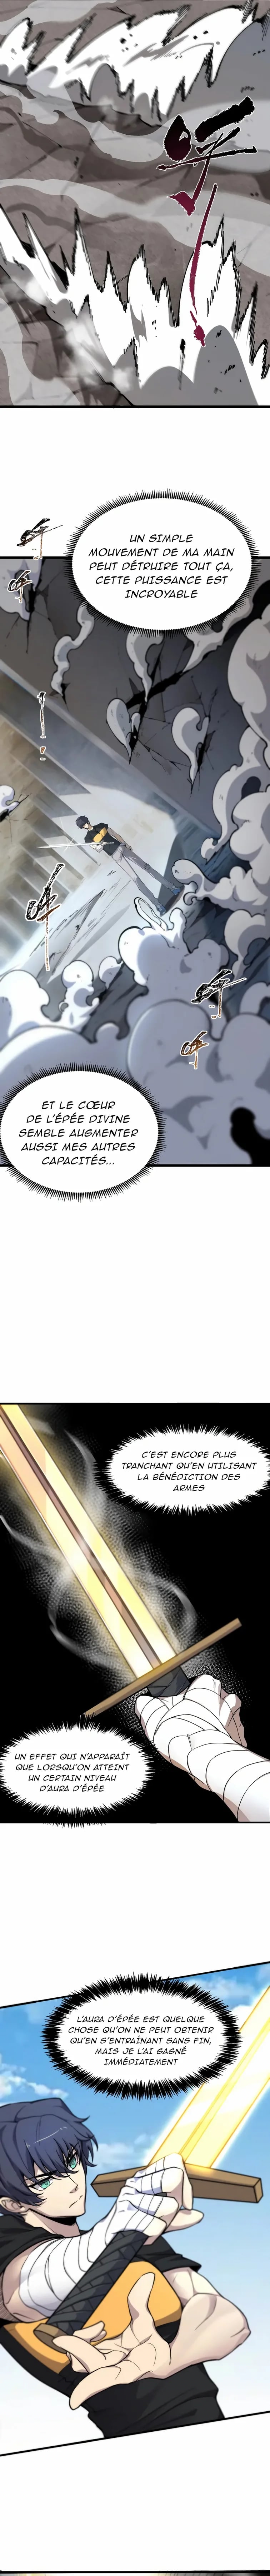 呯
UN SIMPLE
MOUVEMENT DE MA MAIN
PEUT DÉTRUIRE TOUT ÇA,
CETTE PUISSANCE EST
INCROYABLE
ET LE CŒUR
DE L'ÉPÉE DIVINE
SEMBLE AUGMENTER
AUSSI MES AUTRES
CAPACITÉS...
C'EST ENCORE PLUS
TRANCHANT QU'EN UTILISANT
LA BÉNÉDICTION DES
ARMES
UN EFFET QUI N'APPARAÎT
QUE LORSQU'ON ATTEINT
UN CERTAIN NIVEAU
D'AURA D'ÉPÉE
L'AURA D'ÉPÉE EST QUELQUE
CHOSE QU'ON NE PEUT OBTENIR
QU'EN S'ENTRAÎNANT SANS FIN,
MAIS JE L'AI GAGNÉ
IMMÉDIATEMENT